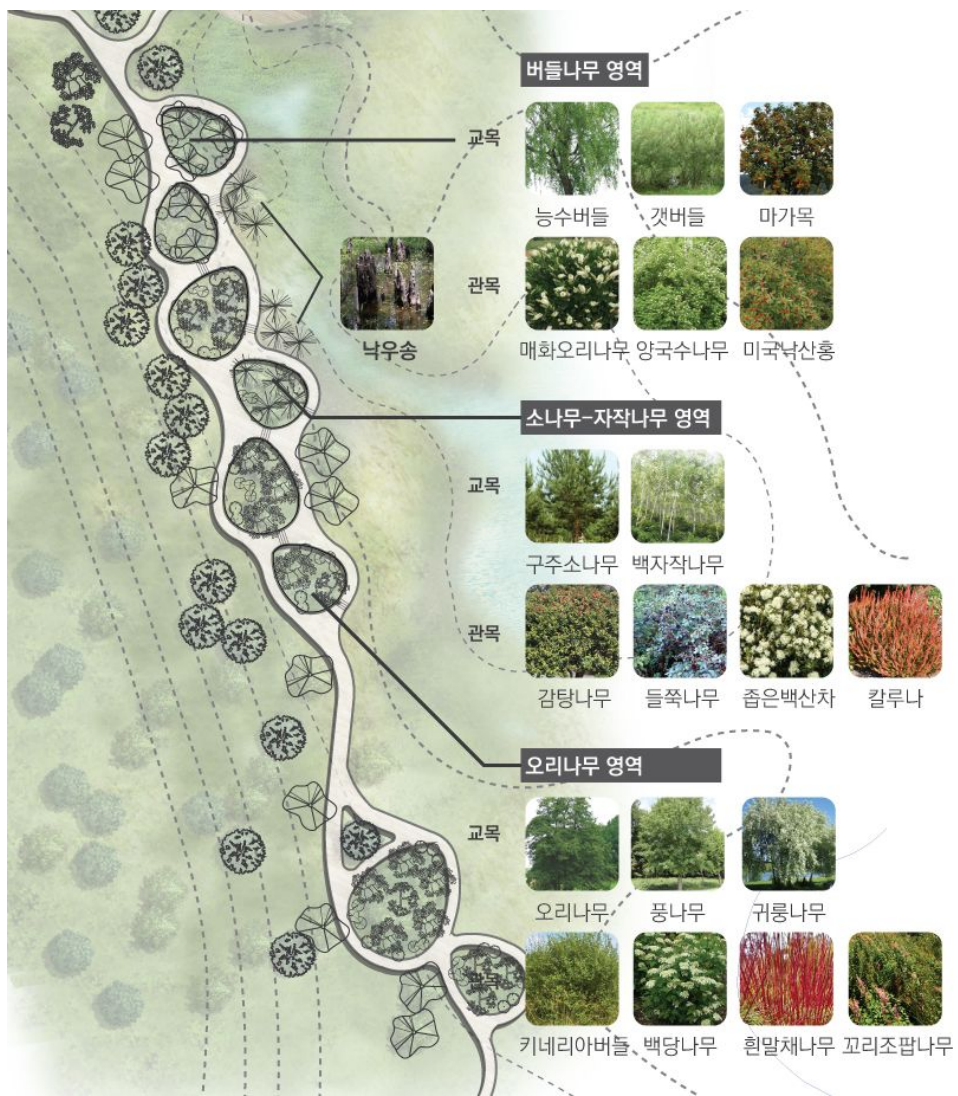 버들나무 영역
교목
능수버들 갯버들 마가목
관목
낙우송
매화오리나무 양국수나무 미국낙산홍
소나무-자작나무 영역
교목
구주소나무 백자작나무
관목
감탕나무 들쭉나무 좁은백산차 칼루나
오리나무 영역
교목
오리나무 풍나무 귀룽나무
관목
키네리아버들 백당나무 흰말채나무 꼬리조팝나무